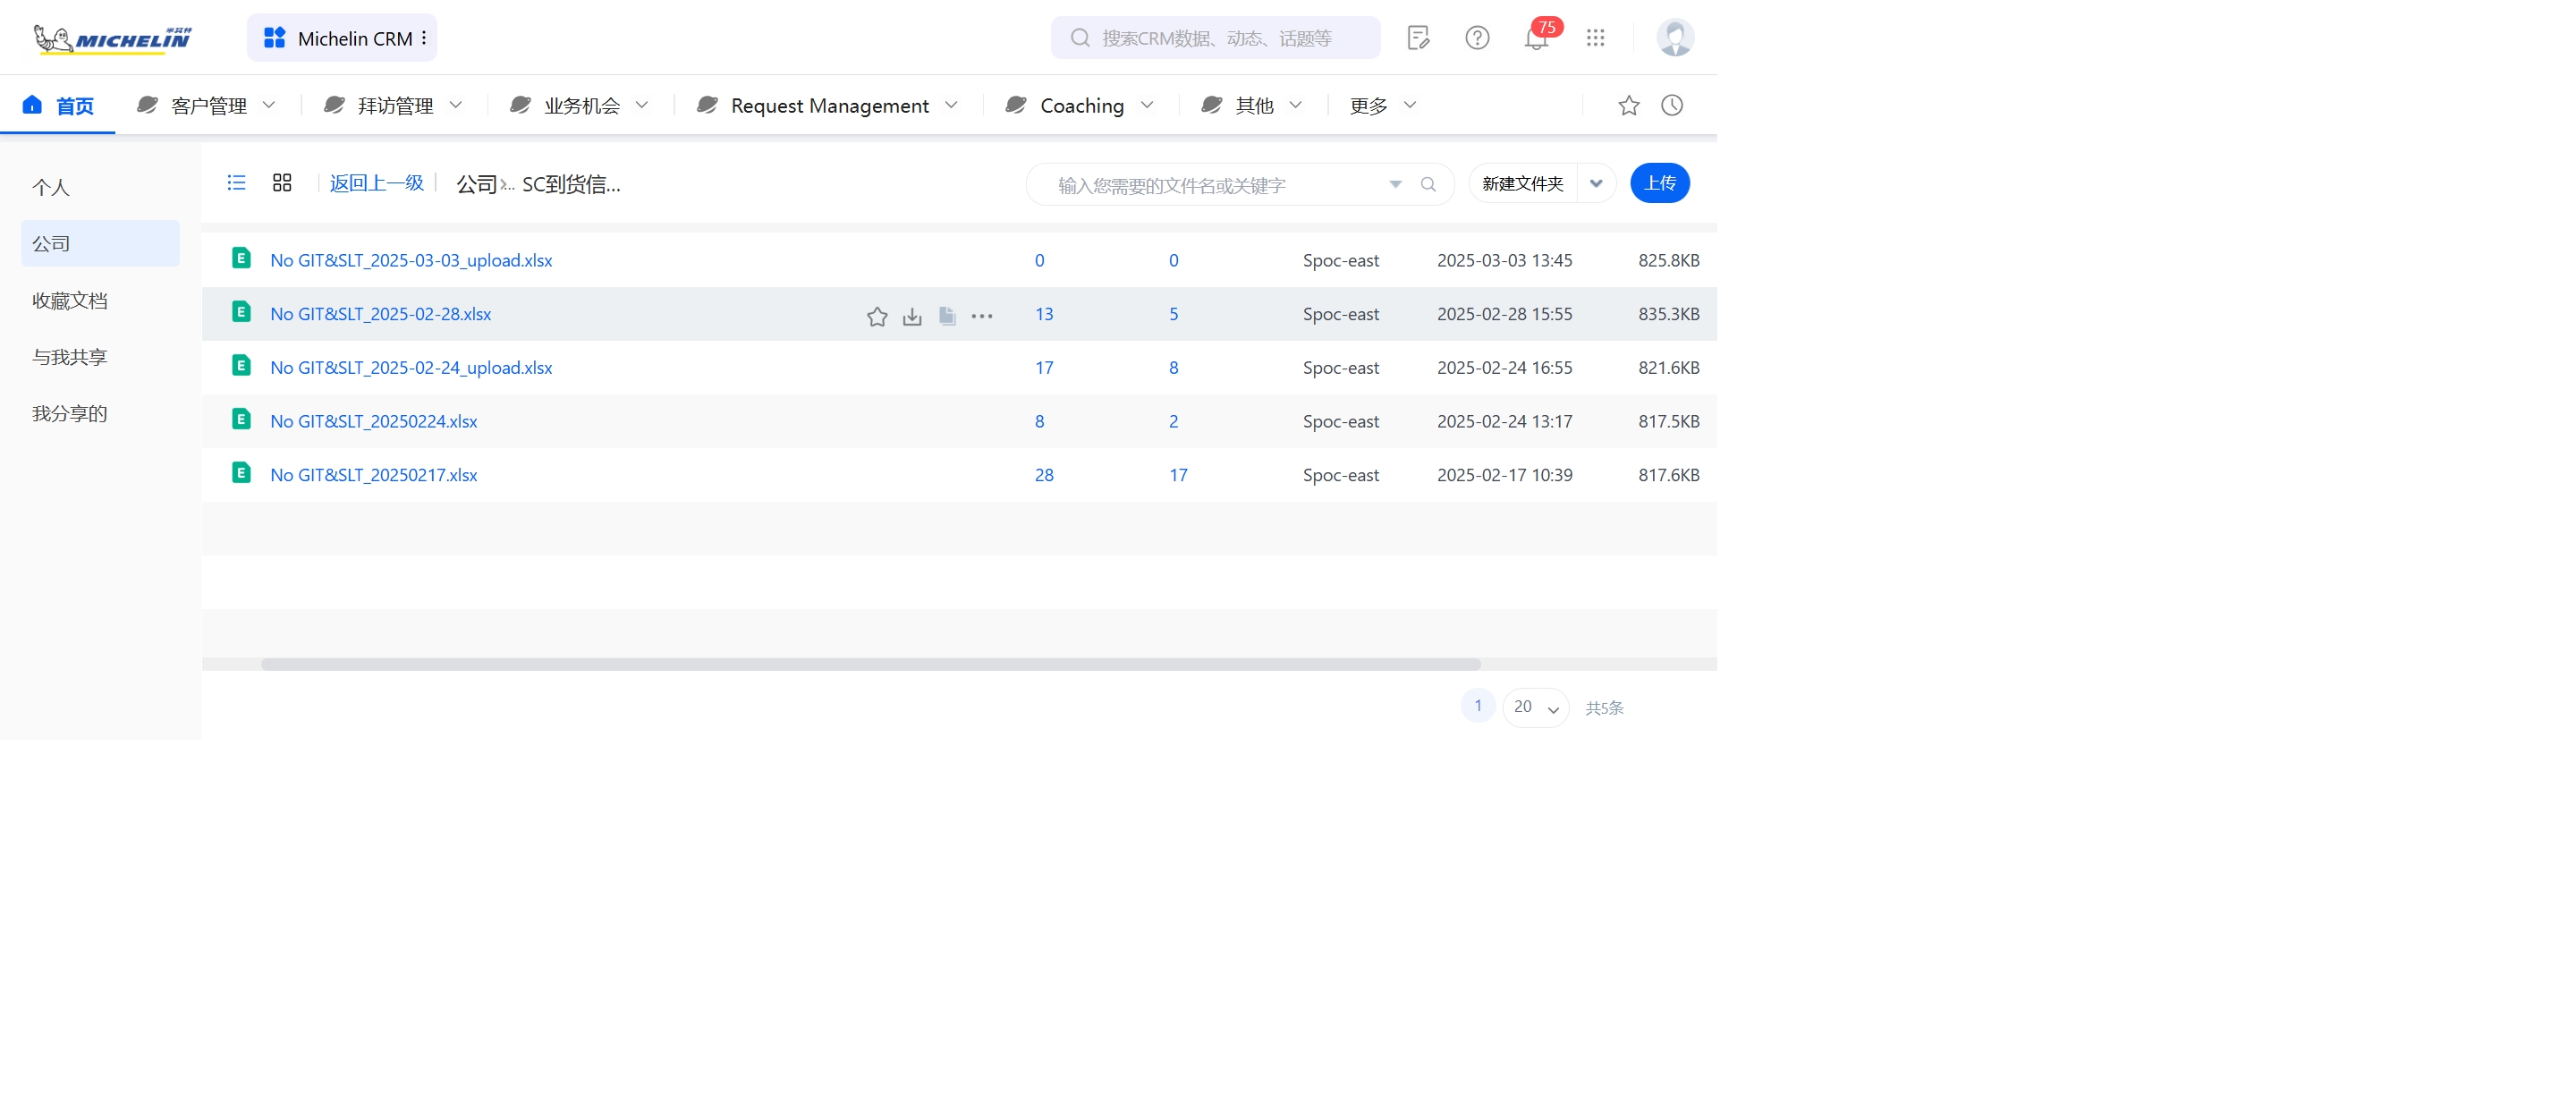 米其林
MICHELIN
Michelin CRM
搜索CRM数据、动态、话题等
75
首页
客户管理
拜访管理
业务机会
Request Management
Coaching
其他
更多
个人
公司
收藏文档
与我共享
我分享的
返回上一级
公司 ... SC到货信...
输入您需要的文件名或关键字
新建文件夹
上传
E No GIT&SLT_2025-03-03_upload.xlsx 0 0 Spoc-east 2025-03-03 13:45 825.8KB
E No GIT&SLT_2025-02-28.xlsx 13 5 Spoc-east 2025-02-28 15:55 835.3KB
E No GIT&SLT_2025-02-24_upload.xlsx 17 8 Spoc-east 2025-02-24 16:55 821.6KB
E No GIT&SLT_20250224.xlsx 8 2 Spoc-east 2025-02-24 13:17 817.5KB
E No GIT&SLT_20250217.xlsx 28 17 Spoc-east 2025-02-17 10:39 817.6KB
1 20 共5条